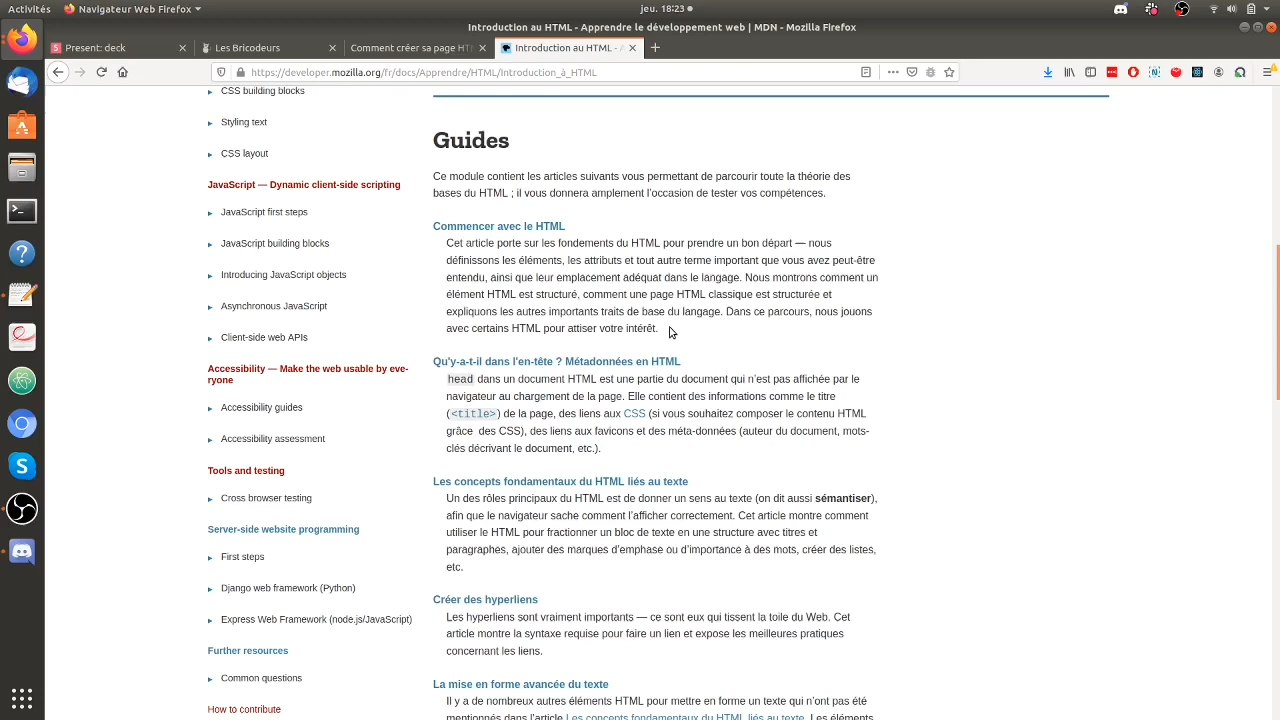 Activités
Navigateur Web Firefox
jeu. 18:23
Introduction au HTML - Apprendre le développement web | MDN - Mozilla Firefox
Present: deck
Les Bricodeurs
Comment créer sa page HT
Introduction au HTML - A
https://developer.mozilla.org/fr/docs/Apprendre/HTML/Introduction_à_HTML
CSS building blocks
Styling text
CSS layout
JavaScript — Dynamic client-side scripting
JavaScript first steps
JavaScript building blocks
Introducing JavaScript objects
Asynchronous JavaScript
Client-side web APIs
Accessibility — Make the web usable by eve-
ryone
Accessibility guides
Accessibility assessment
Tools and testing
Cross browser testing
Server-side website programming
First steps
Django web framework (Python)
Express Web Framework (node.js/JavaScript)
Further resources
Common questions
How to contribute
Guides
Ce module contient les articles suivants vous permettant de parcourir toute la théorie des
bases du HTML ; il vous donnera amplement l'occasion de tester vos compétences.
Commencer avec le HTML
Cet article porte sur les fondements du HTML pour prendre un bon départ — nous
définissons les éléments, les attributs et tout autre terme important que vous avez peut-être
entendu, ainsi que leur emplacement adéquat dans le langage. Nous montrons comment un
élément HTML est structuré, comment une page HTML classique est structurée et
expliquons les autres importants traits de base du langage. Dans ce parcours, nous jouons
avec certains HTML pour attiser votre intérêt.
Qu'y-a-t-il dans l'en-tête ? Métadonnées en HTML
head dans un document HTML est une partie du document qui n'est pas affichée par le
navigateur au chargement de la page. Elle contient des informations comme le titre
(<title>) de la page, des liens aux CSS (si vous souhaitez composer le contenu HTML
grâce des CSS), des liens aux favicons et des méta-données (auteur du document, mots-
clés décrivant le document, etc.).
Les concepts fondamentaux du HTML liés au texte
Un des rôles principaux du HTML est de donner un sens au texte (on dit aussi sémantiser),
afin que le navigateur sache comment l'afficher correctement. Cet article montre comment
utiliser le HTML pour fractionner un bloc de texte en une structure avec titres et
paragraphes, ajouter des marques d'emphase ou d'importance à des mots, créer des listes,
etc.
Créer des hyperliens
Les hyperliens sont vraiment importants — ce sont eux qui tissent la toile du Web. Cet
article montre la syntaxe requise pour faire un lien et expose les meilleures pratiques
concernant les liens.
La mise en forme avancée du texte
Il y a de nombreux autres éléments HTML pour mettre en forme un texte qui n'ont pas été
mentionnés dans l'article Les concepts fondamentaux du HTML liés au texte. Les éléments